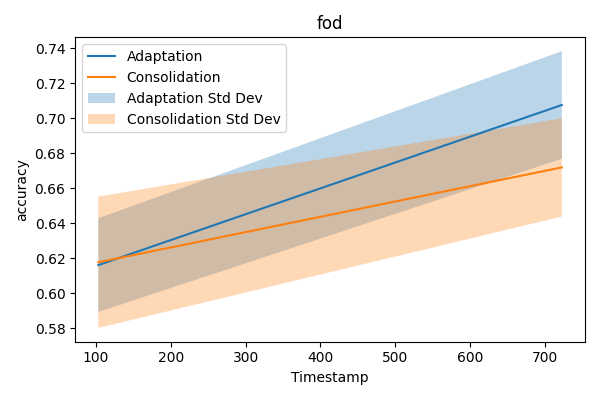 fod
Adaptation
Consolidation
Adaptation Std Dev
Consolidation Std Dev
accuracy
0.74
0.72
0.70
0.68
0.66
0.64
0.62
0.60
0.58
100 200 300 400 500 600 700
Timestamp